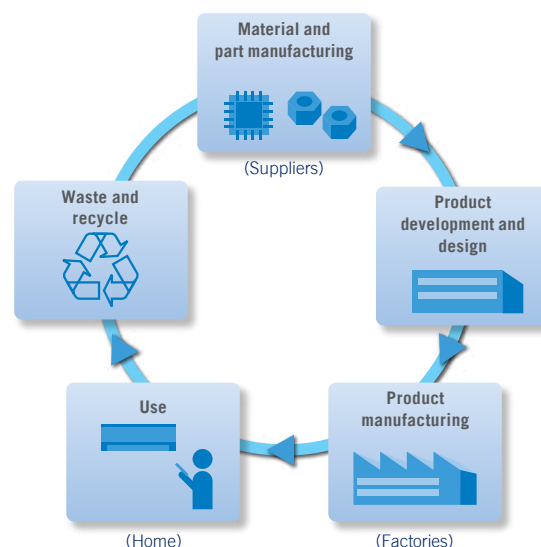 Material and
part manufacturing
(Suppliers)
Product
development and
design
Product
manufacturing
(Factories)
Use
(Home)
Waste and
recycle